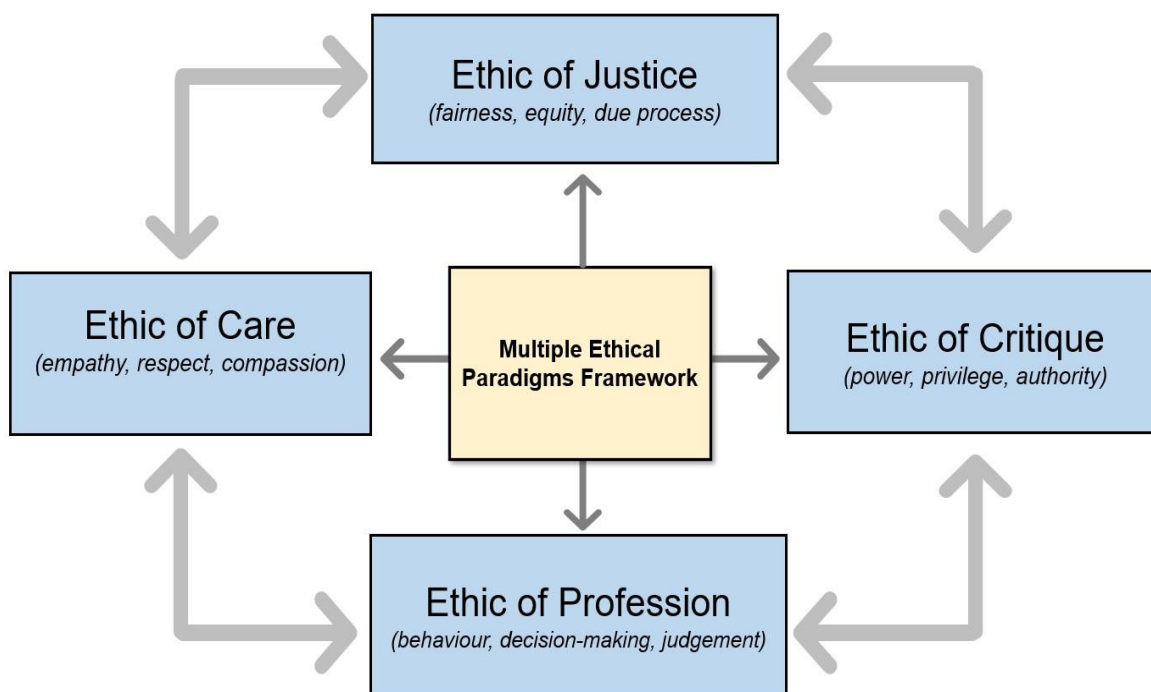 Ethic of Justice
(fairness, equity, due process)
Ethic of Care
(empathy, respect, compassion)
Multiple Ethical
Paradigms Framework
Ethic of Critique
(power, privilege, authority)
Ethic of Profession
(behaviour, decision-making, judgement)